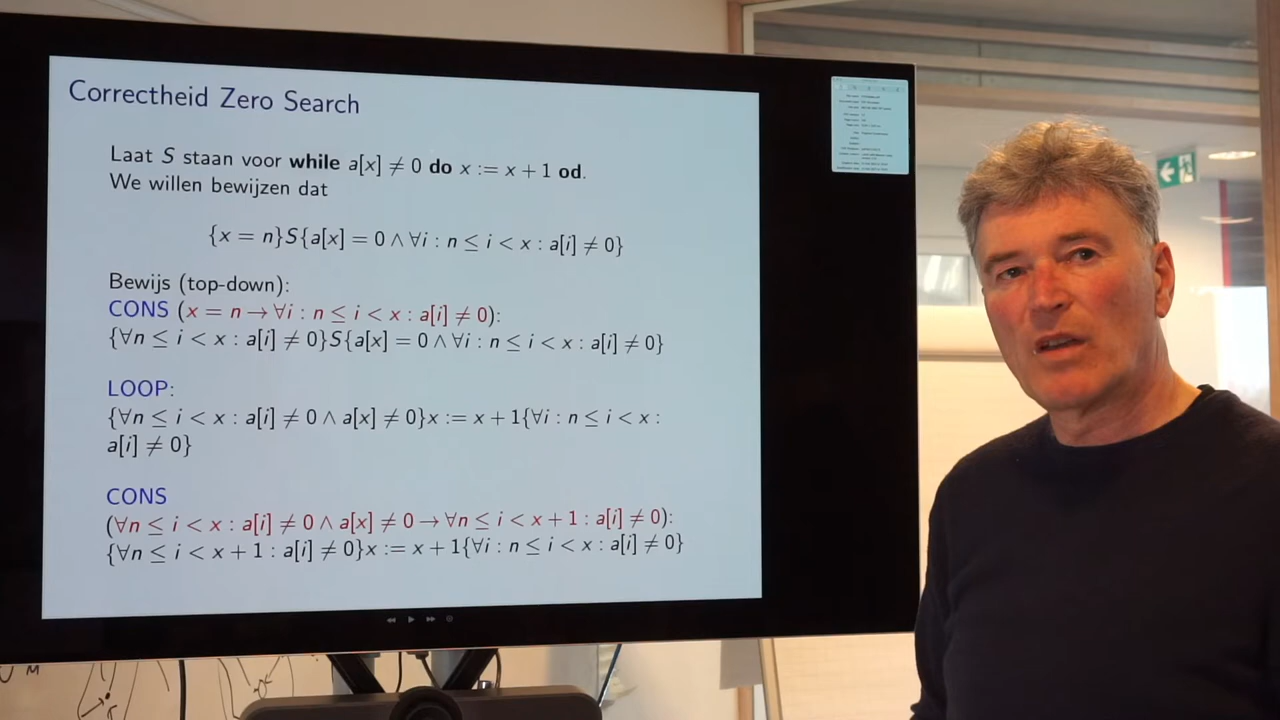 Correctheid Zero Search
Laat S staan voor while a[x] ≠ 0 do x := x + 1 od.
We willen bewijzen dat
{x = n}S{a[x] = 0 ∧ ∀i : n ≤ i < x : a[i] ≠ 0}
Bewijs (top-down):
CONS (x = n → ∀i : n ≤ i < x : a[i] ≠ 0):
{∀n ≤ i < x : a[i] ≠ 0}S{a[x] = 0 ∧ ∀i : n ≤ i < x : a[i] ≠ 0}
LOOP:
{∀n ≤ i < x : a[i] ≠ 0 ∧ a[x] ≠ 0}x := x + 1{∀i : n ≤ i < x :
a[i] ≠ 0}
CONS
(∀n ≤ i < x : a[i] ≠ 0 ∧ a[x] ≠ 0 → ∀n ≤ i < x + 1 : a[i] ≠ 0):
{∀n ≤ i < x + 1 : a[i] ≠ 0}x := x + 1{∀i : n ≤ i < x : a[i] ≠ 0}